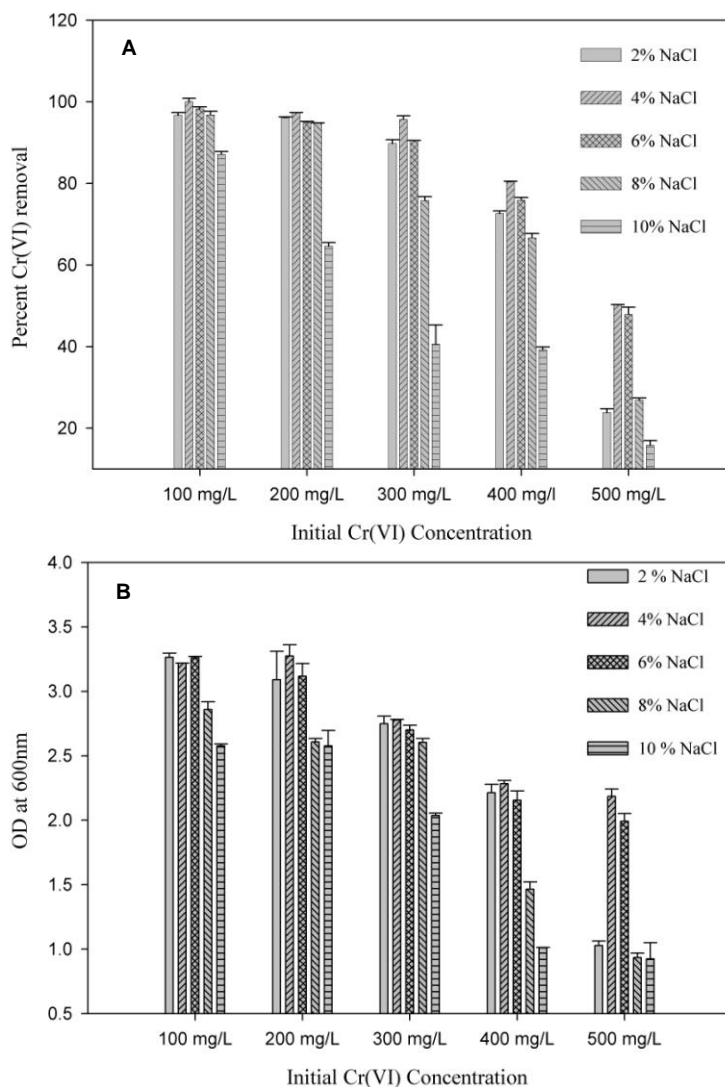 A
120
100
80
60
40
20
Percent Cr(VI) removal
2% NaCl
4% NaCl
6% NaCl
8% NaCl
10% NaCl
100 mg/L 200 mg/L 300 mg/L 400 mg/l 500 mg/L
Initial Cr(VI) Concentration
B
4.0
3.5
3.0
2.5
2.0
1.5
1.0
0.5
OD at 600nm
2 % NaCl
4% NaCl
6% NaCl
8% NaCl
10 % NaCl
100 mg/L 200 mg/L 300 mg/L 400 mg/L 500 mg/L
Initial Cr(VI) Concentration